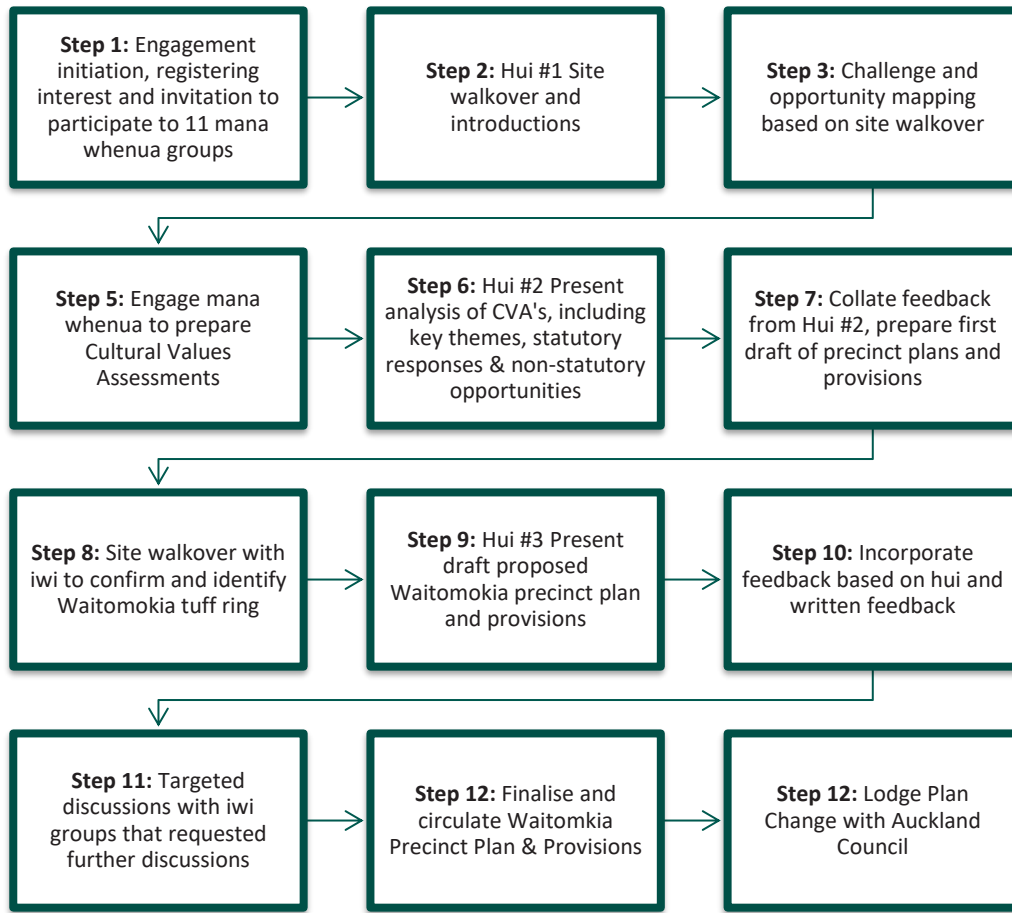 Step 1: Engagement
initiation, registering
interest and invitation to
participate to 11 mana
whenua groups
Step 2: Hui #1 Site
walkover and
introductions
Step 3: Challenge and
opportunity mapping
based on site walkover
Step 5: Engage mana
whenua to prepare
Cultural Values
Assessments
Step 6: Hui #2 Present
analysis of CVA's, including
key themes, statutory
responses & non-statutory
opportunities
Step 7: Collate feedback
from Hui #2, prepare first
draft of precinct plans and
provisions
Step 8: Site walkover with
iwi to confirm and identify
Waitomokia tuff ring
Step 9: Hui #3 Present
draft proposed
Waitomokia precinct plan
and provisions
Step 10: Incorporate
feedback based on hui and
written feedback
Step 11: Targeted
discussions with iwi
groups that requested
further discussions
Step 12: Finalise and
circulate Waitomkia
Precinct Plan & Provisions
Step 12: Lodge Plan
Change with Auckland
Council